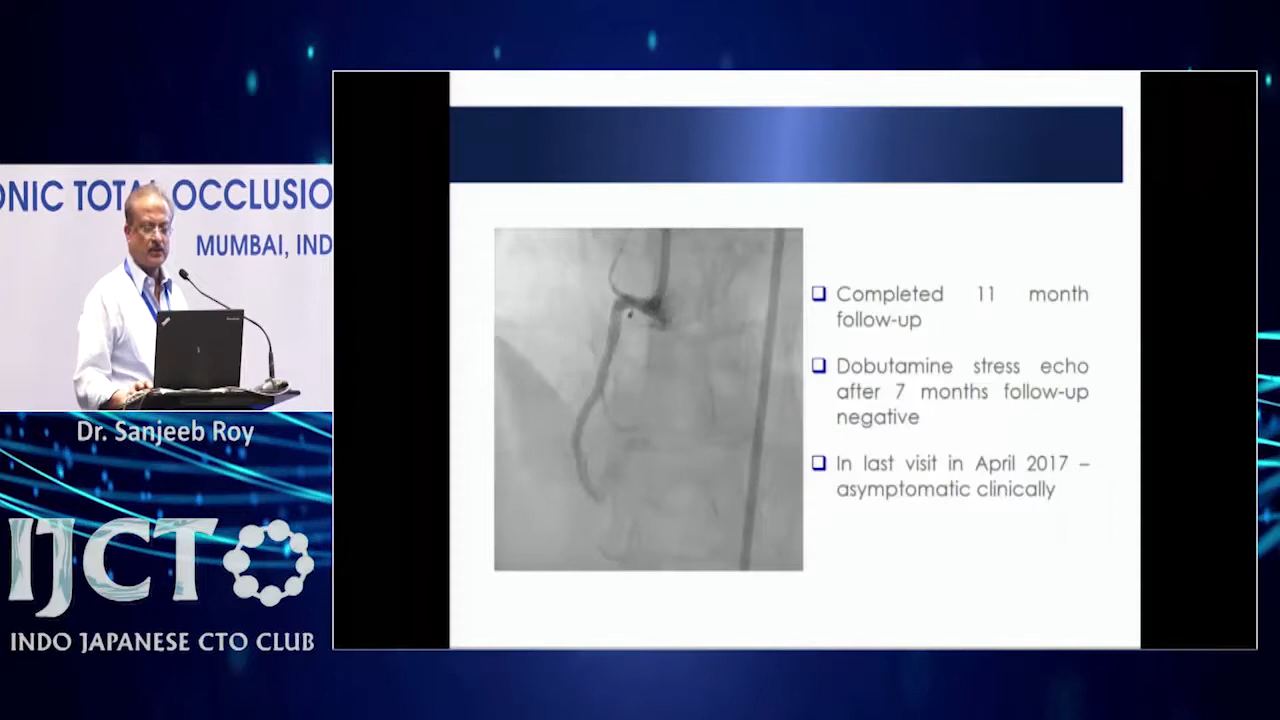 ONIC TOTAL OCCLUSIO
MUMBAI, IND
Dr. Sanjeeb Roy
IJCTO
INDO JAPANESE CTO CLUB
Completed 11 month
follow-up
Dobutamine stress echo
after 7 months follow-up
negative
In last visit in April 2017 –
asymptomatic clinically